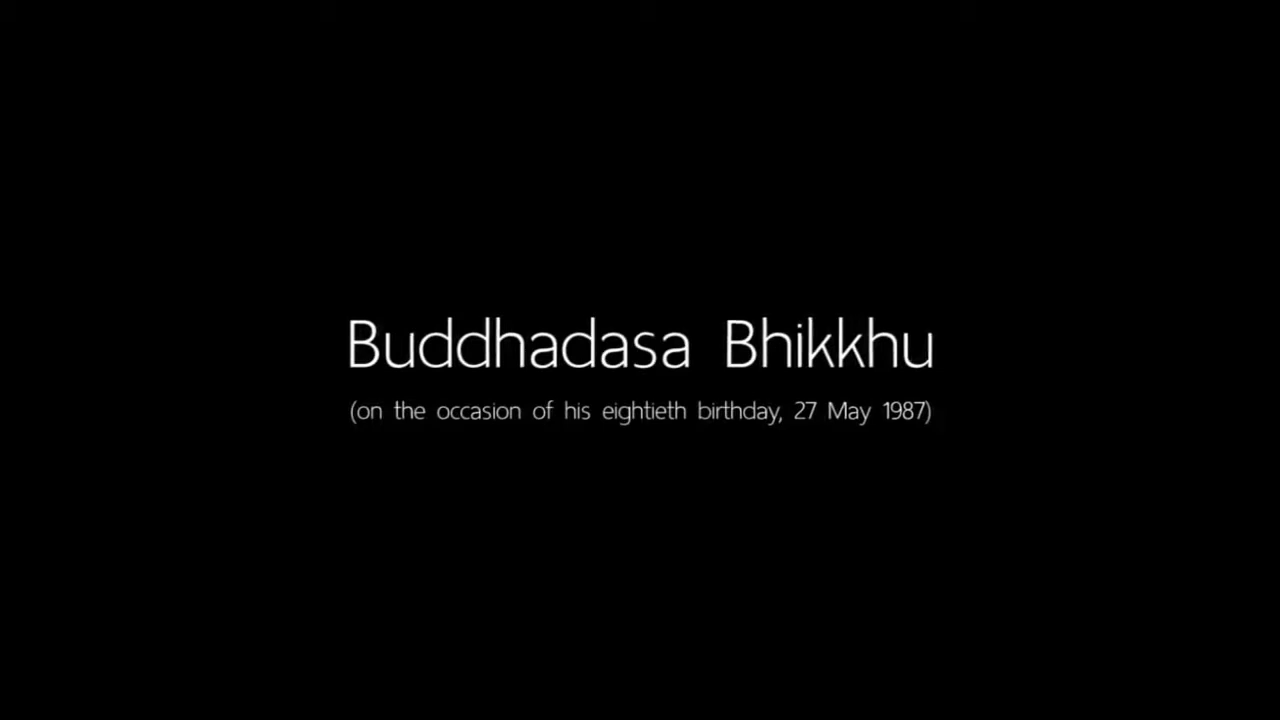 Buddhadasa Bhikkhu
(on the occasion of his eightieth birthday, 27 May 1987)